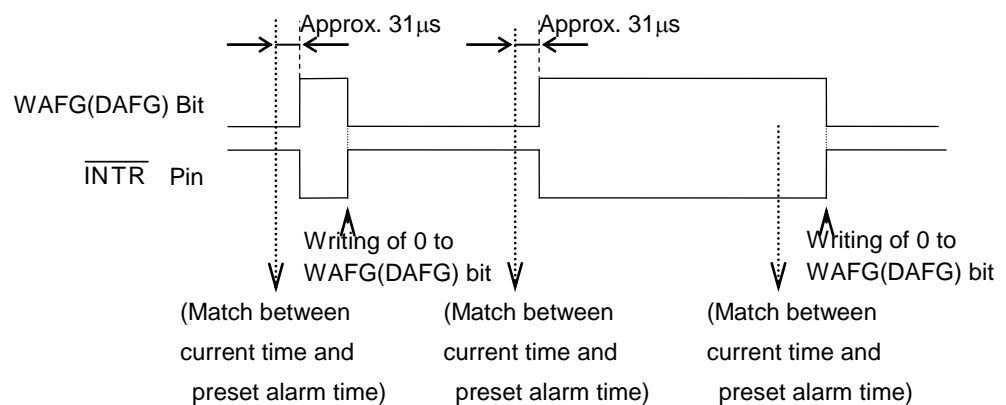 Approx. 31μs
Approx. 31μs
WAFG(DAFG) Bit
INTR Pin
Writing of 0 to
WAFG(DAFG) bit
Writing of 0 to
WAFG(DAFG) bit
(Match between
current time and
preset alarm time)
(Match between
current time and
preset alarm time)
(Match between
current time and
preset alarm time)